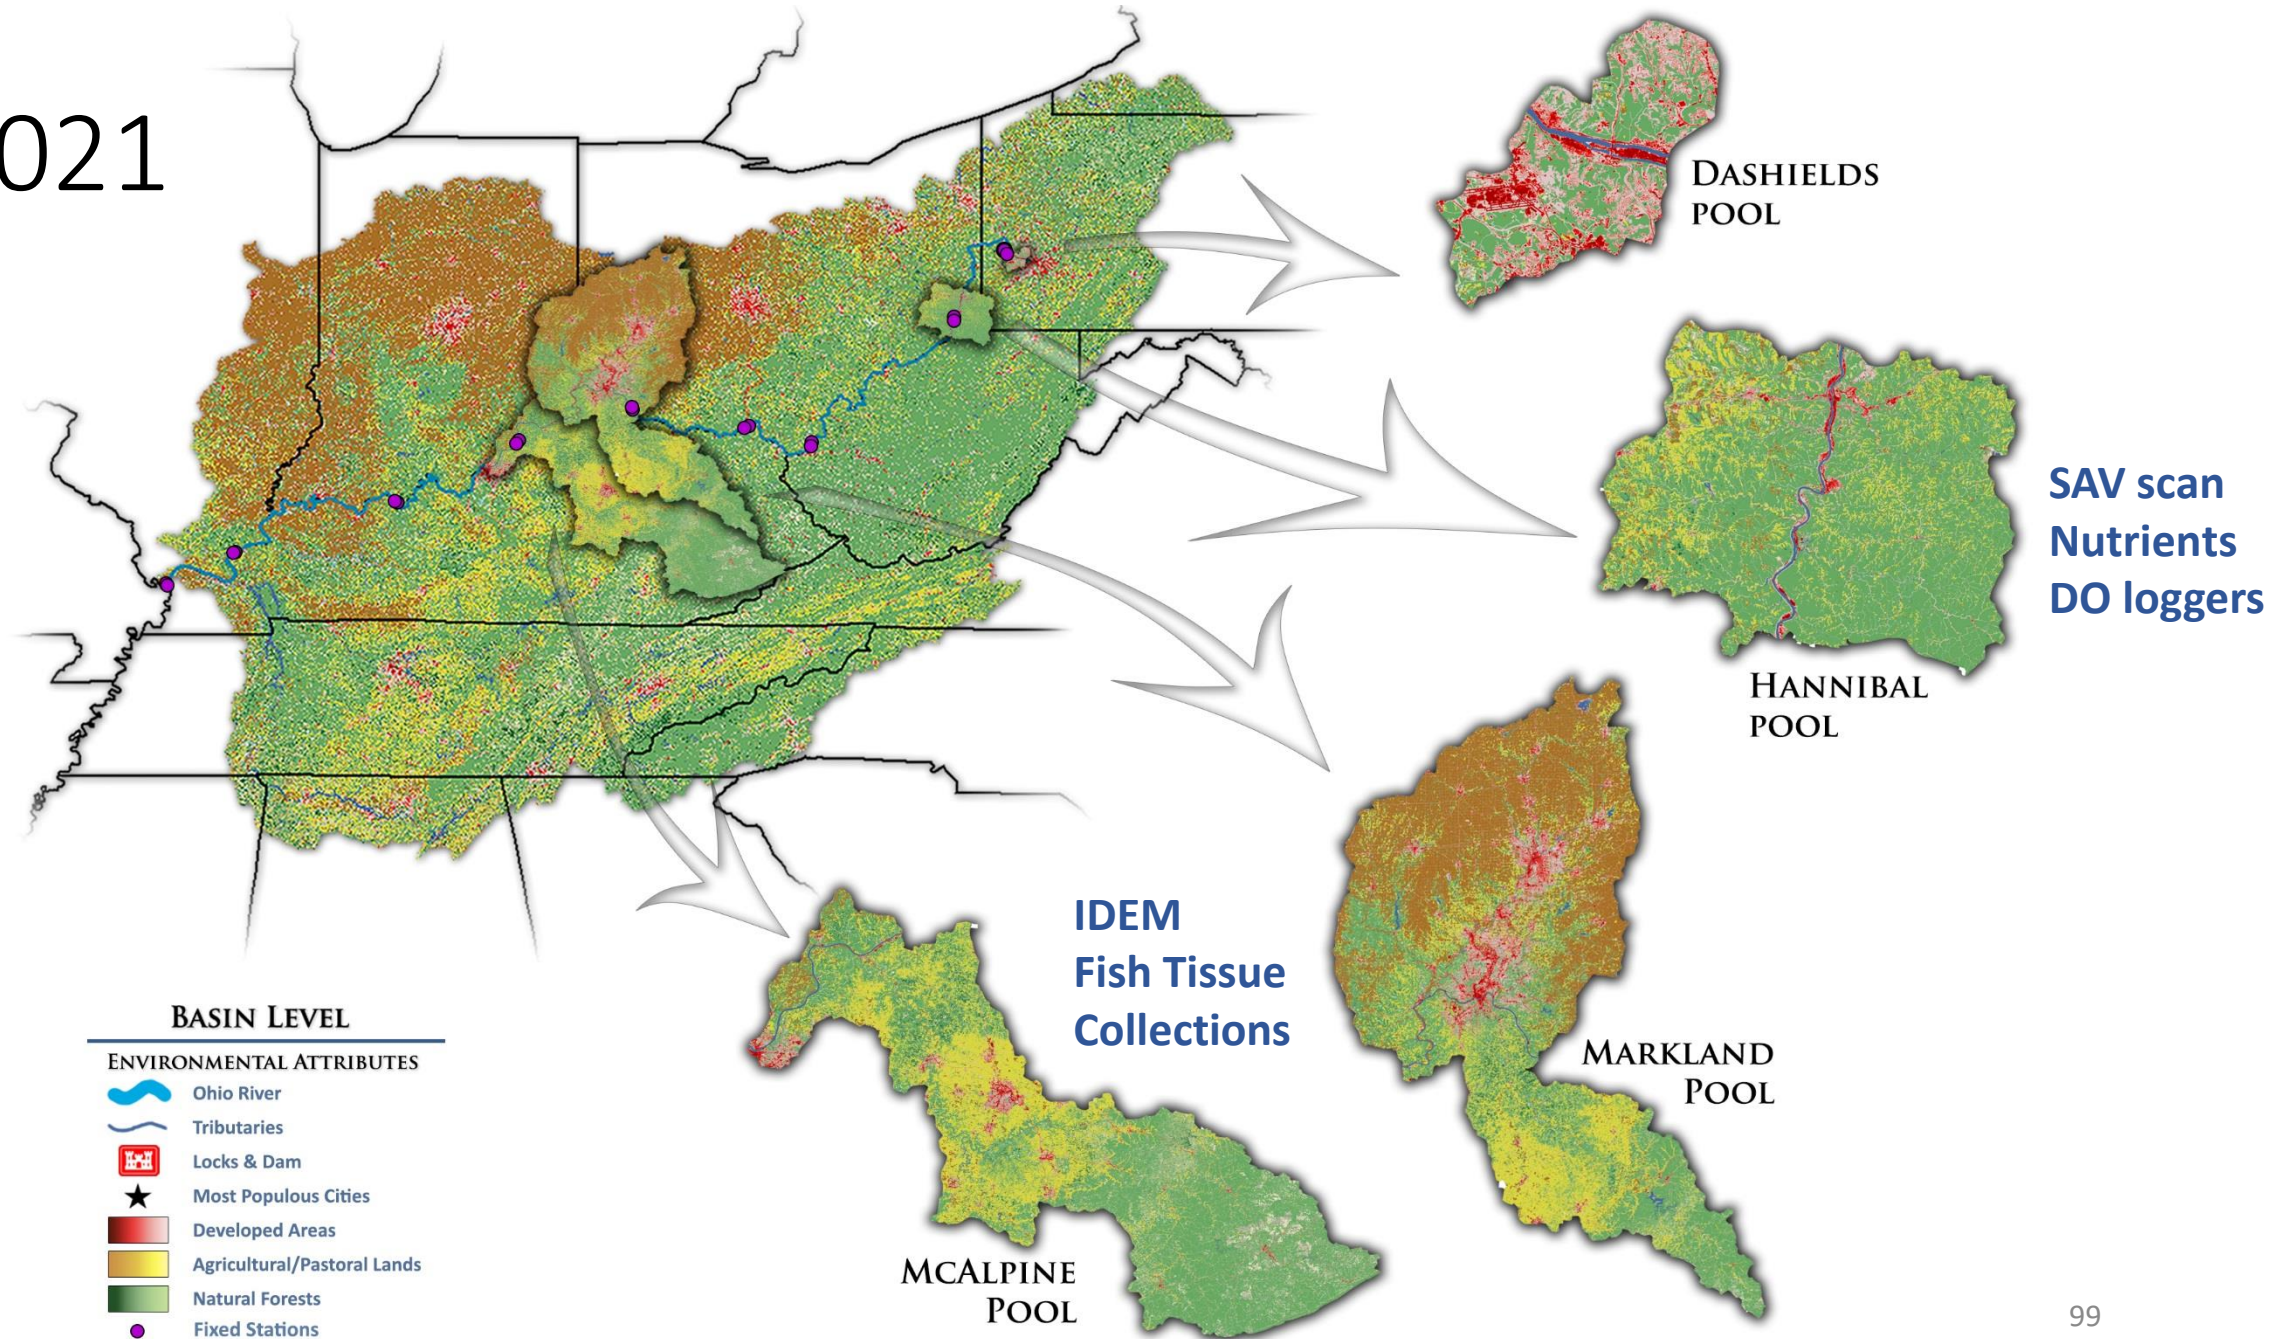 021
DASHIELDS
POOL
SAV scan
Nutrients
DO loggers
HANNIBAL
POOL
IDEM
Fish Tissue
Collections
MARKLAND
POOL
MCALPINE
POOL
BASIN LEVEL
ENVIRONMENTAL ATTRIBUTES
Ohio River
Tributaries
Locks & Dam
Most Populous Cities
Developed Areas
Agricultural/Pastoral Lands
Natural Forests
Fixed Stations
99